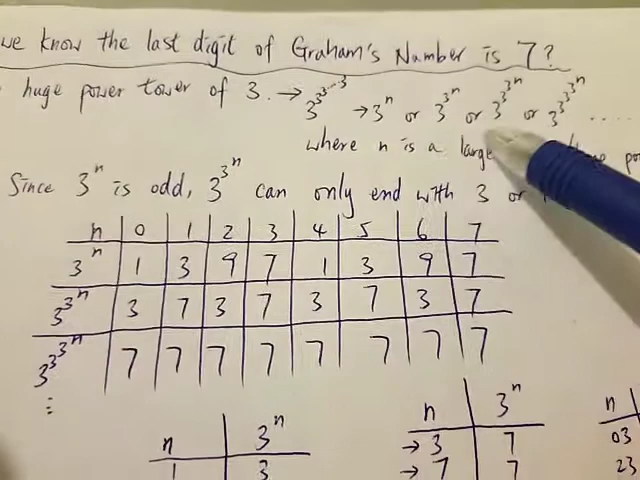 we know the last digit of Graham's Number is 7?
huge power tower of 3. → 3^3^3^⋯^3 → 3^n or 3^3^n or 3^3^3^n or 3^3^3^3^n ....
where n is a large
Since 3^n is odd, 3^3^n can only end with 3 or
n 0 1 2 3 4 5 6 7
3^n 1 3 9 7 1 3 9 7
3^3^n 3 7 3 7 3 7 3 7
3^3^3^n 7 7 7 7 7 7 7 7
⋮
n 3^n
1 3
n 3^n
→ 3 7
→ 7 7
n
03
23